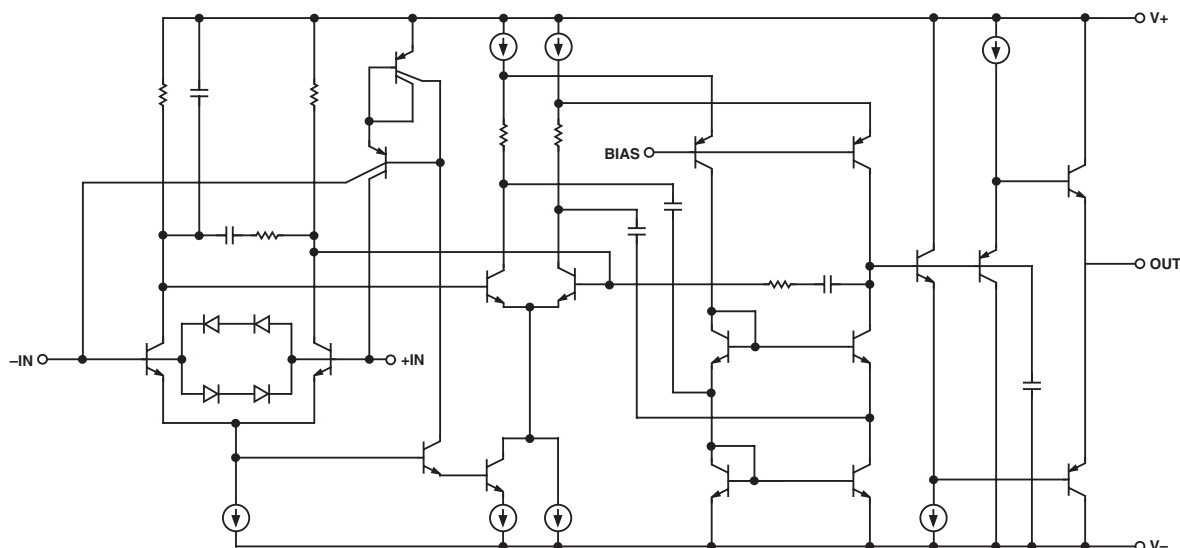 V+
BIAS
OUT
–IN
+IN
V–